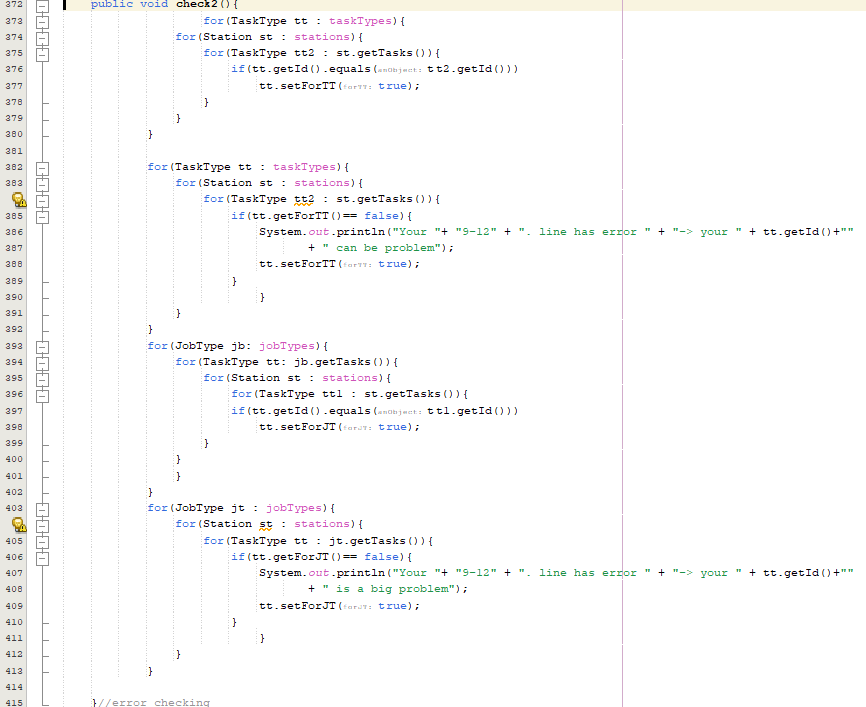 372 public void check2(){
373 for(TaskType tt : taskTypes){
374 for(Station st : stations){
375 for(TaskType tt2 : st.getTasks()){
376 if(tt.getId().equals(anObject: tt2.getId()))
377 tt.setForTT(forTT: true);
378 }
379 }
380 }
381
382 for(TaskType tt : taskTypes){
383 for(Station st : stations){
for(TaskType tt2 : st.getTasks()){
385 if(tt.getForTT()== false){
386 System.out.println("Your "+ "9-12" + ". line has error " + "-> your " + tt.getId()+""
387 + " can be problem");
388 tt.setForTT(forTT: true);
389 }
390 }
391 }
392 }
393 for(JobType jb: jobTypes){
394 for(TaskType tt: jb.getTasks()){
395 for(Station st : stations){
396 for(TaskType tt1 : st.getTasks()){
397 if(tt.getId().equals(anObject: tt1.getId()))
398 tt.setForJT(forJT: true);
399 }
400 }
401 }
402 }
403 for(JobType jt : jobTypes){
for(Station st : stations){
405 for(TaskType tt : jt.getTasks()){
406 if(tt.getForJT()== false){
407 System.out.println("Your "+ "9-12" + ". line has error " + "-> your " + tt.getId()+""
408 + " is a big problem");
409 tt.setForJT(forJT: true);
410 }
411 }
412 }
413 }
414
415 }//error checking